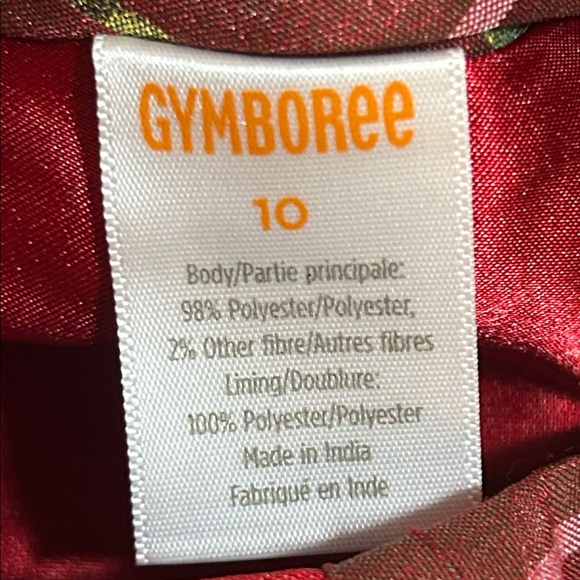 GYMBOREE
10
Body/Partie principale:
98% Polyester/Polyester,
2% Other fibre/Autres fibres
Lining/Doublure:
100% Polyester/Polyester
Made in India
Fabriqué en Inde